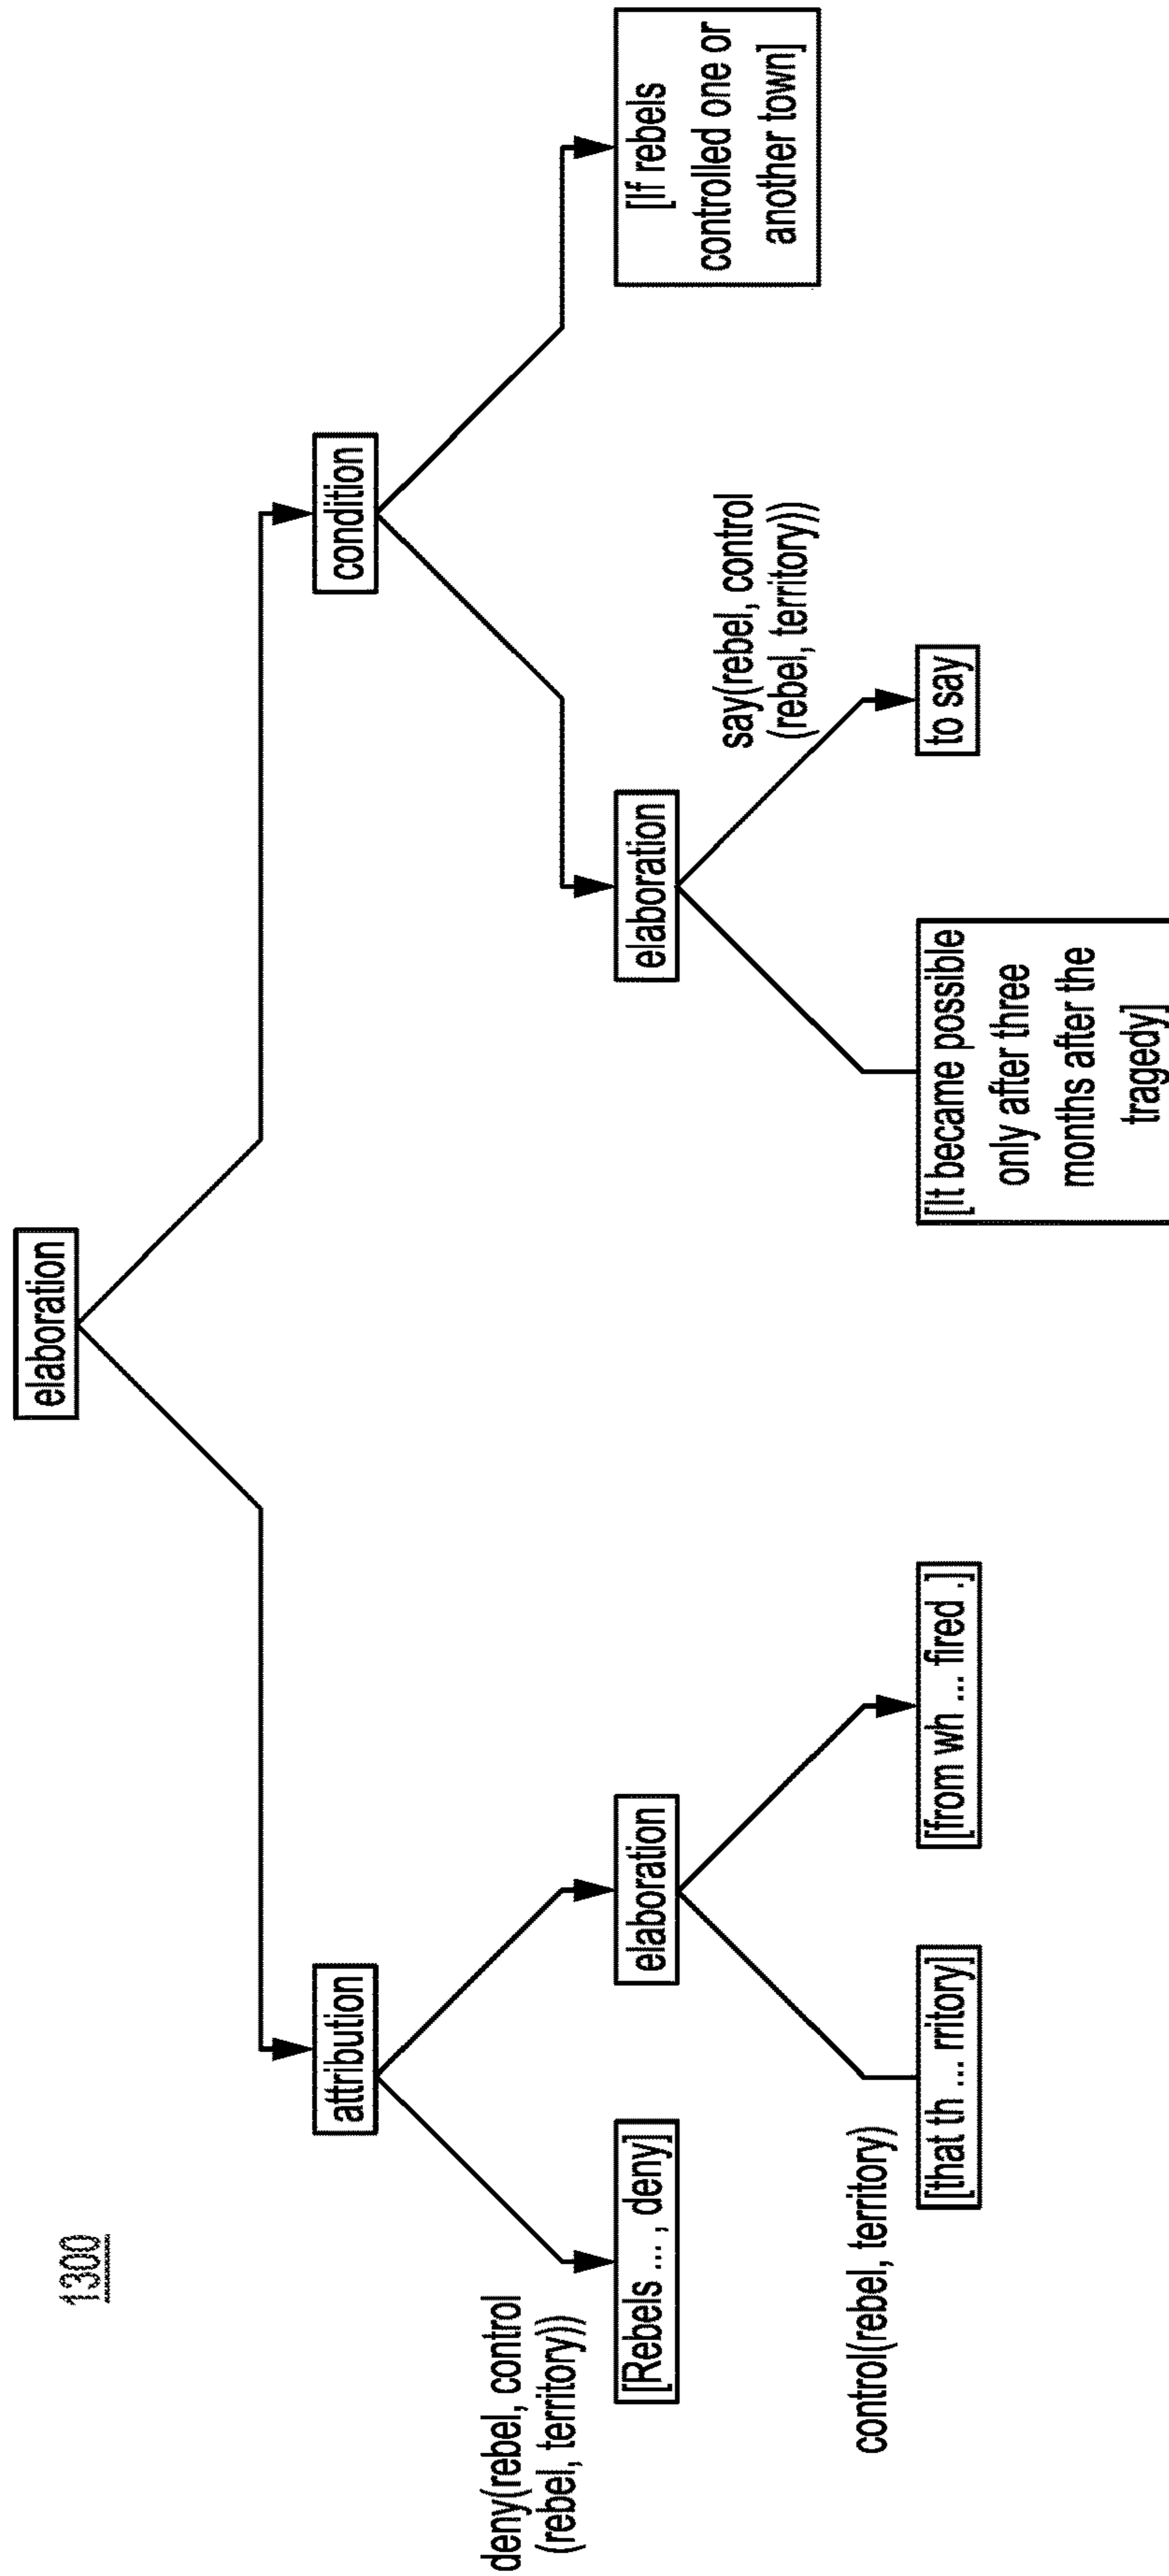 1300
elaboration
attribution
condition
deny(rebel, control
(rebel, territory))
[Rebels ... , deny]
elaboration
elaboration
say(rebel, control
(rebel, territory))
[If rebels
controlled one or
another town]
control(rebel, territory)
[that th ... rritory]
[from wh ... fired .]
[It became possible
only after three
months after the
tragedy]
to say